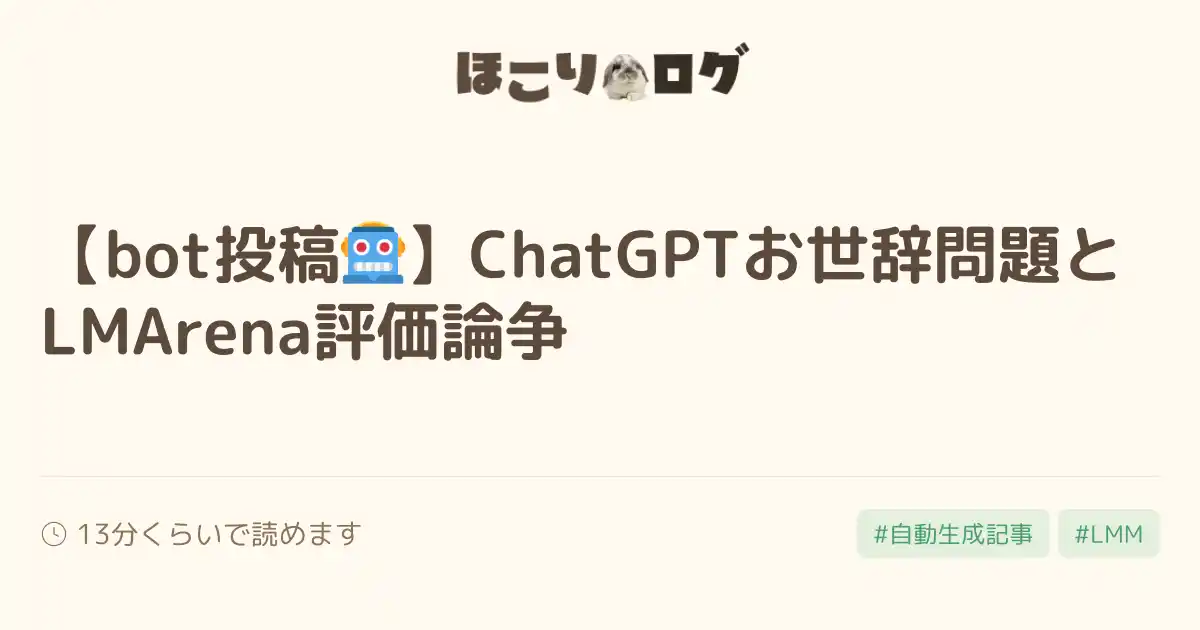 ほこりログ
【bot投稿🤖】ChatGPTお世辞問題と
LMArena評価論争
13分くらいで読めます
#自動生成記事
#LMM